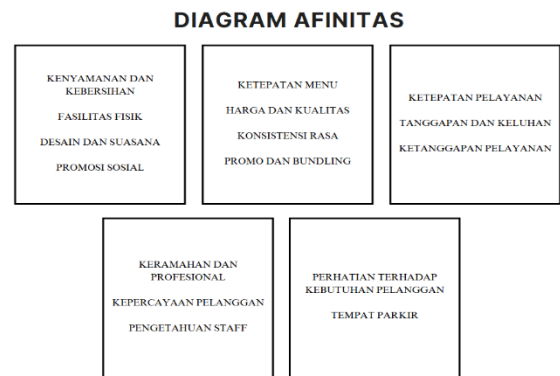 DIAGRAM AFINITAS
KENYAMANAN DAN
KEBERSIHAN
FASILITAS FISIK
DESAIN DAN SUASANA
PROMOSI SOSIAL
KETEPATAN MENU
HARGA DAN KUALITAS
KONSISTENSI RASA
PROMO DAN BUNDLING
KETEPATAN PELAYANAN
TANGGAPAN DAN KELUHAN
KETANGGAPAN PELAYANAN
KERAMAHAN DAN
PROFESIONAL
KEPERCAYAAN PELANGGAN
PENGETAHUAN STAFF
PERHATIAN TERHADAP
KEBUTUHAN PELANGGAN
TEMPAT PARKIR